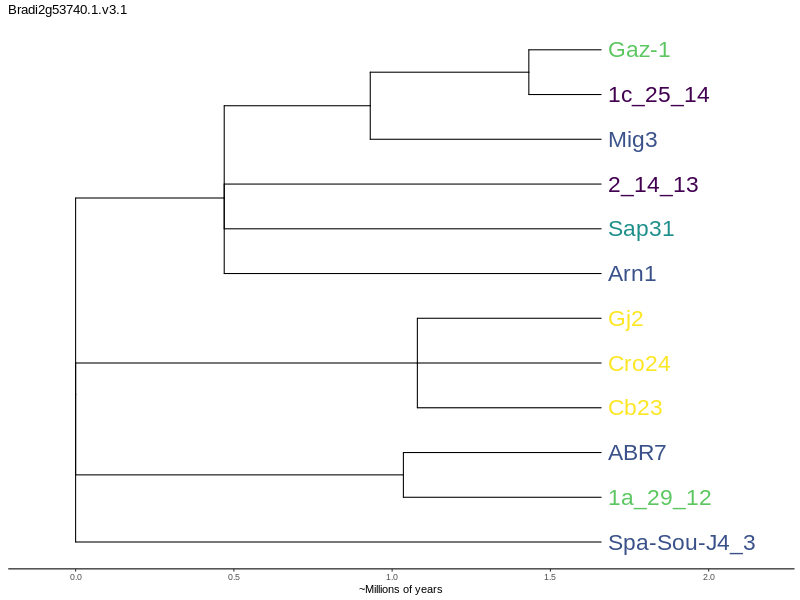 Bradi2g53740.1.v3.1
Gaz-1
1c_25_14
Mig3
2_14_13
Sap31
Arn1
Gj2
Cro24
Cb23
ABR7
1a_29_12
Spa-Sou-J4_3
0.0 0.5 1.0 1.5 2.0
~Millions of years